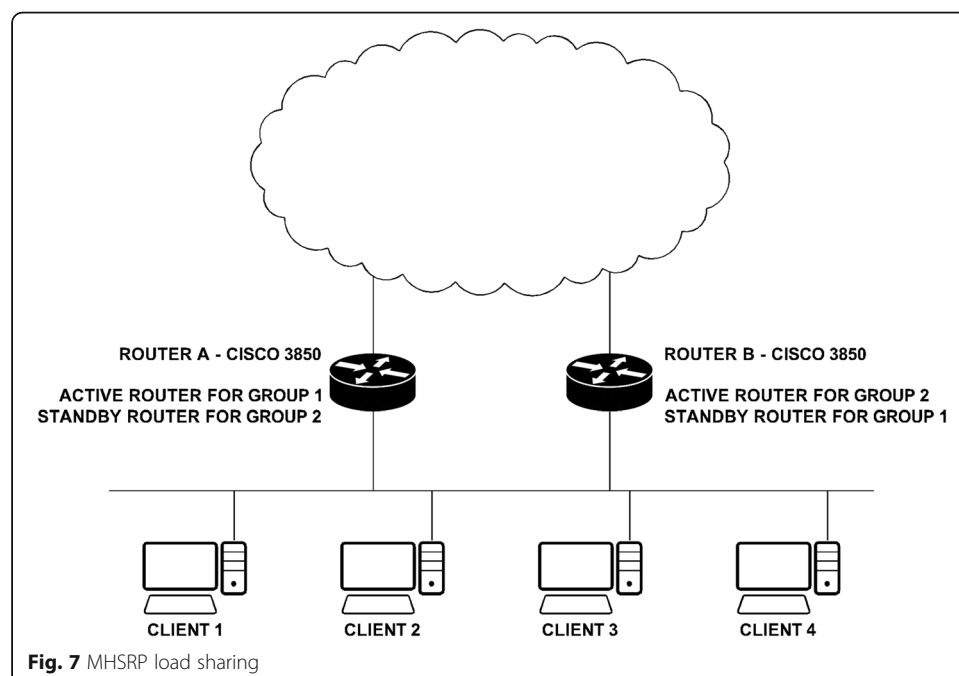 ROUTER A - CISCO 3850
ACTIVE ROUTER FOR GROUP 1
STANDBY ROUTER FOR GROUP 2
ROUTER B - CISCO 3850
ACTIVE ROUTER FOR GROUP 2
STANDBY ROUTER FOR GROUP 1
CLIENT 1
CLIENT 2
CLIENT 3
CLIENT 4
Fig. 7 MHSRP load sharing